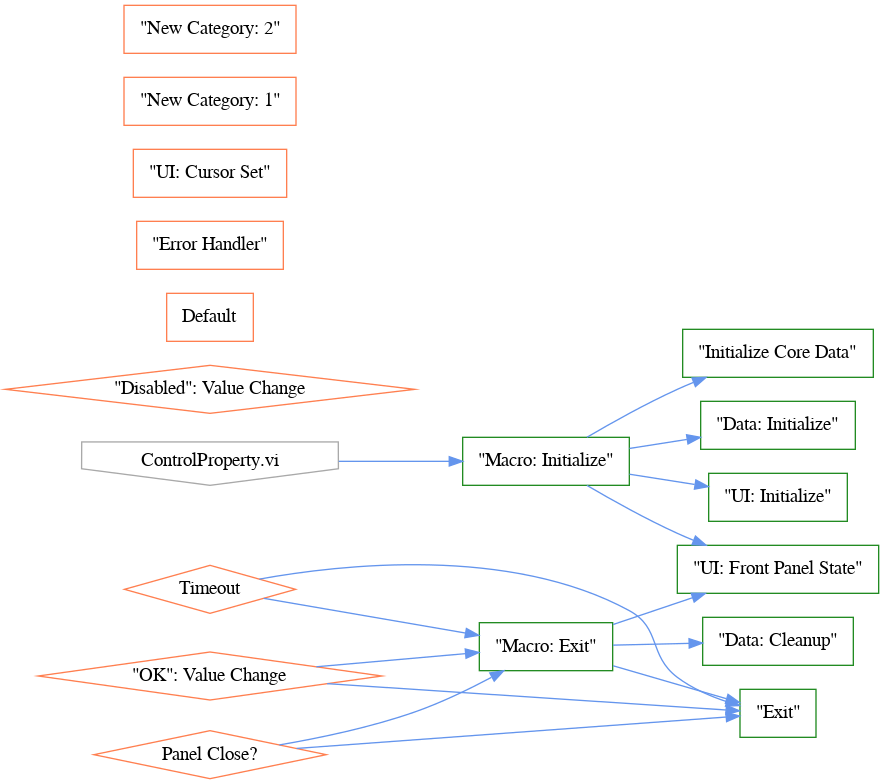 "New Category: 2"
"New Category: 1"
"UI: Cursor Set"
"Error Handler"
Default
"Disabled": Value Change
ControlProperty.vi
Timeout
"OK": Value Change
Panel Close?
"Macro: Initialize"
"Macro: Exit"
"Initialize Core Data"
"Data: Initialize"
"UI: Initialize"
"UI: Front Panel State"
"Data: Cleanup"
"Exit"